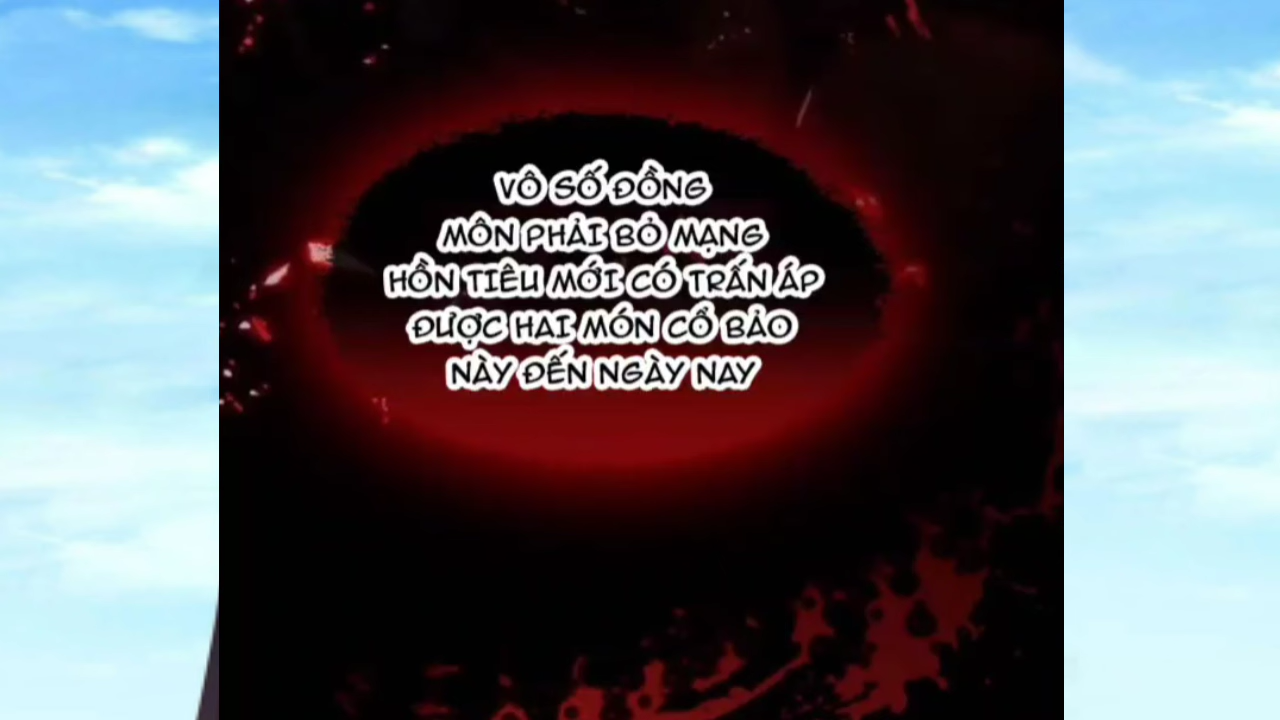 VÔ SỐ ĐỒNG
MÔN PHẢI BỎ MẠNG
HỒN TIÊU MỚI CÓ TRẤN ÁP
ĐƯỢC HAI MÓN CỔ BẢO
NÀY ĐẾN NGÀY NAY